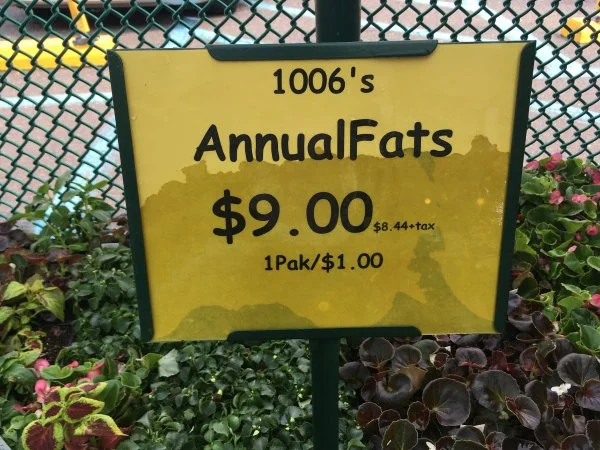 1006's
AnnualFats
$9.00 $8.44+tax
1Pak/$1.00